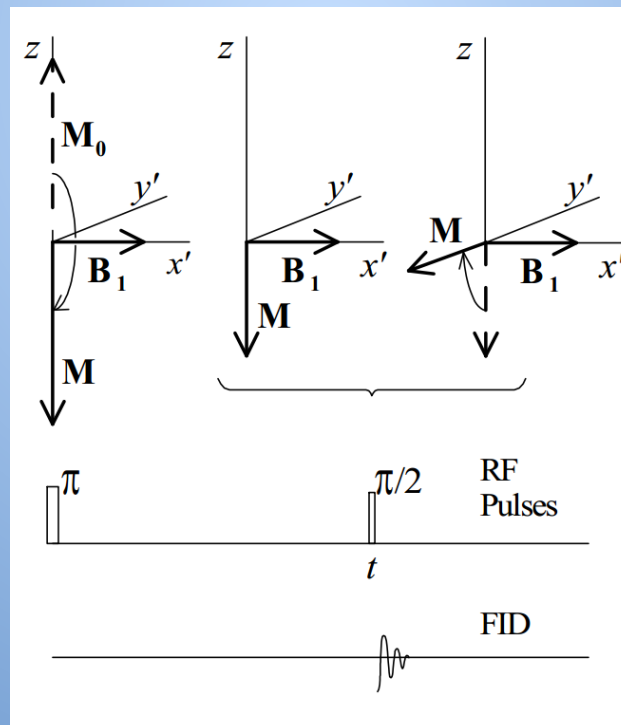 z
M₀
y′
B₁
x′
M
z
y′
B₁
x′
M
z
y′
M
B₁
x′
π
π/2
RF
Pulses
t
FID